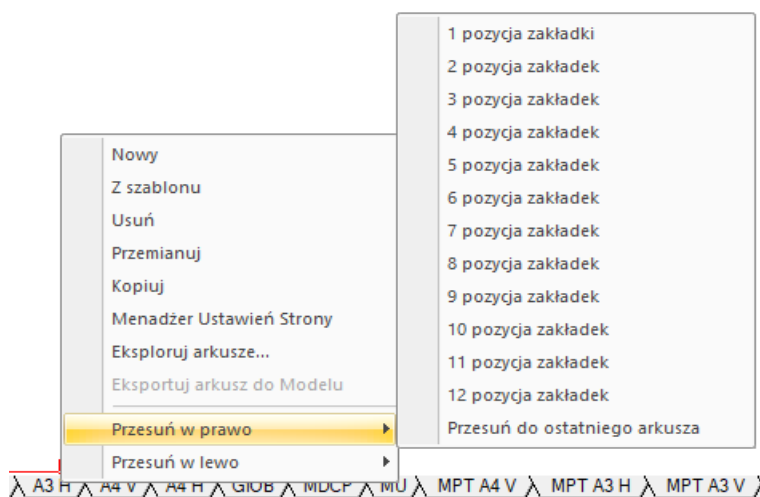 1 pozycja zakładki
2 pozycja zakładek
3 pozycja zakładek
4 pozycja zakładek
5 pozycja zakładek
6 pozycja zakładek
7 pozycja zakładek
8 pozycja zakładek
9 pozycja zakładek
10 pozycja zakładek
11 pozycja zakładek
12 pozycja zakładek
Przesuń do ostatniego arkusza
Nowy
Z szablonu
Usuń
Przemianuj
Kopiuj
Menadżer Ustawień Strony
Eksploruj arkusze...
Eksportuj arkusz do Modelu
Przesuń w prawo
Przesuń w lewo
A3 H A4 V A4 H GIOB MDCP MU MPT A4 V MPT A3 H MPT A3 V